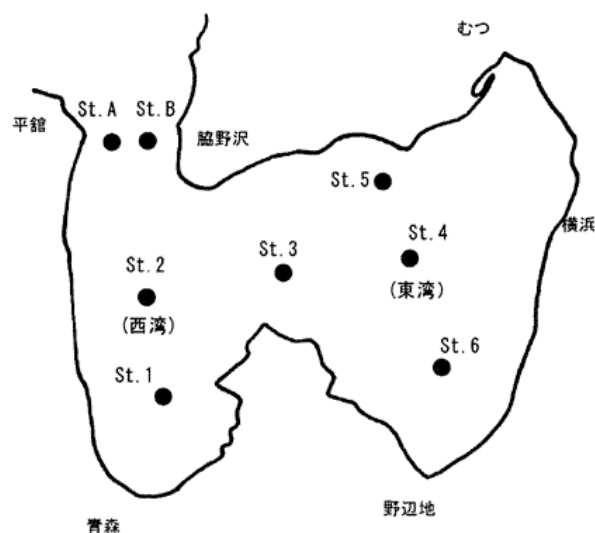 むつ
St.A
St.B
平舘
脇野沢
St.5
横浜
St.4
St.3
(東湾)
St.2
(西湾)
St.6
St.1
野辺地
青森